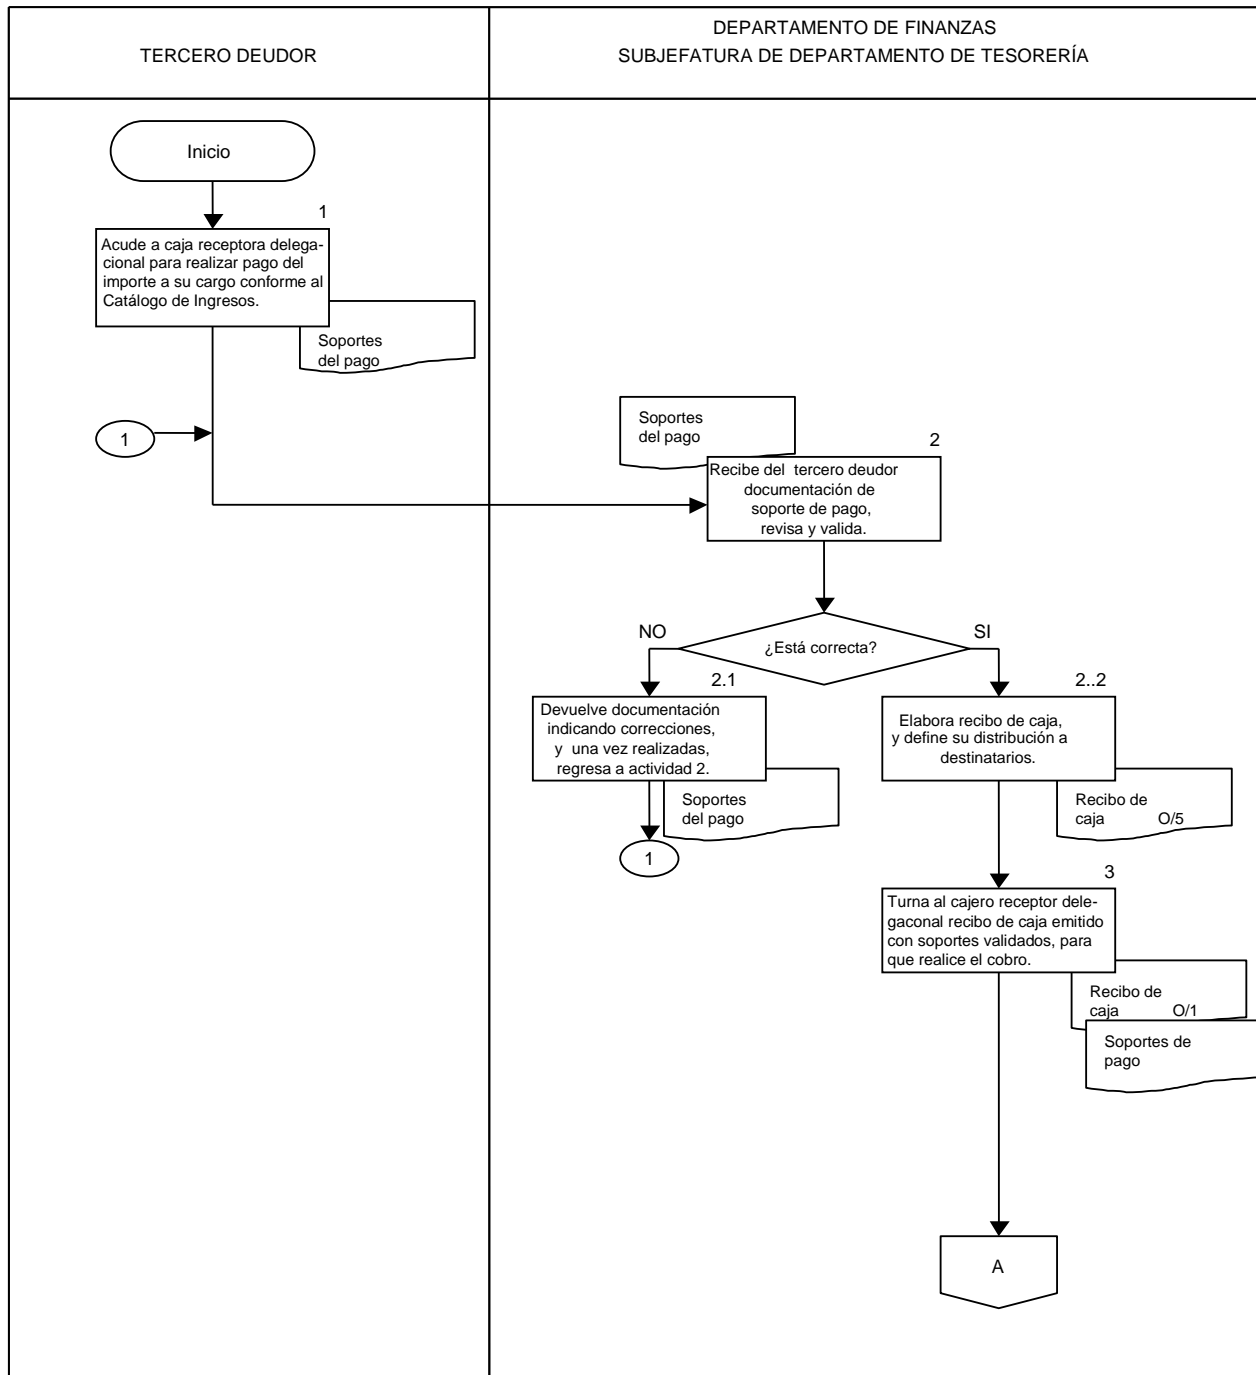 TERCERO DEUDOR
DEPARTAMENTO DE FINANZAS
SUBJEFATURA DE DEPARTAMENTO DE TESORERÍA
Inicio
1
Acude a caja receptora delega-
cional para realizar pago del
importe a su cargo conforme al
Catálogo de Ingresos.
Soportes
del pago
1
Soportes
del pago
2
Recibe del tercero deudor
documentación de
soporte de pago,
revisa y valida.
¿Está correcta?
NO
SI
2.1
Devuelve documentación
indicando correcciones,
y una vez realizadas,
regresa a actividad 2.
Soportes
del pago
1
2..2
Elabora recibo de caja,
y define su distribución a
destinatarios.
Recibo de
caja O/5
3
Turna al cajero receptor dele-
gaconal recibo de caja emitido
con soportes validados, para
que realice el cobro.
Recibo de
caja O/1
Soportes de
pago
A